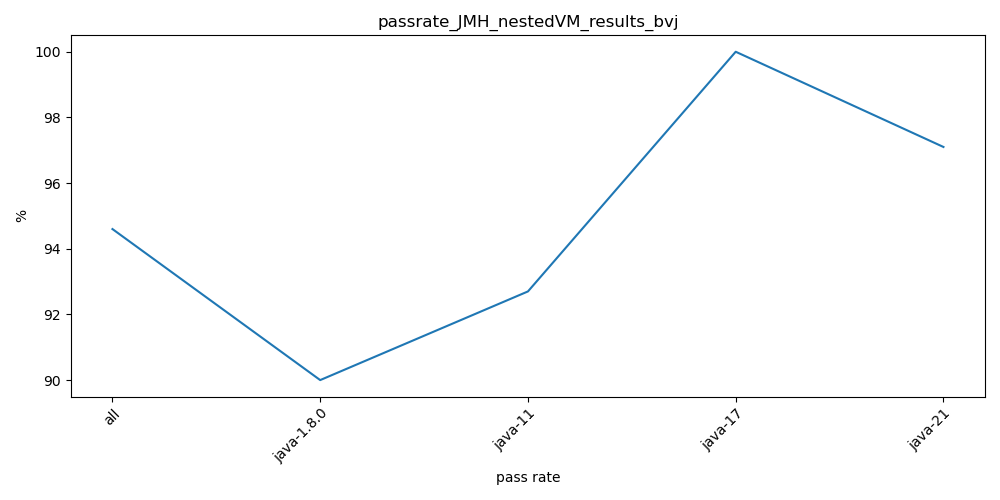 passrate_JMH_nestedVM_results_bvj
%
100
98
96
94
92
90
all
java-1.8.0
java-11
java-17
java-21
pass rate